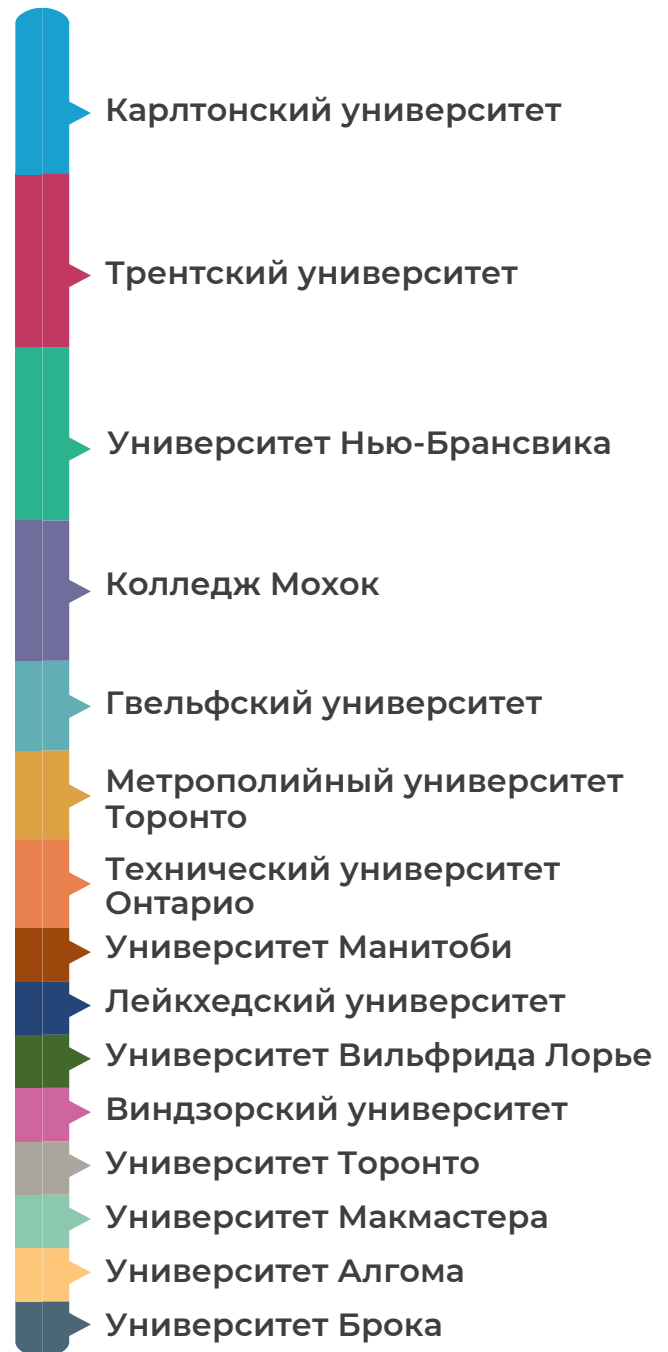 Карлтонский университет
Трентский университет
Университет Нью-Брансвика
Колледж Мохок
Гвельфский университет
Метрополийный университет
Торонто
Технический университет
Онтарио
Университет Манитоби
Лейкхедский университет
Университет Вильфрида Лорье
Виндзорский университет
Университет Торонто
Университет Макмастера
Университет Алгома
Университет Брока